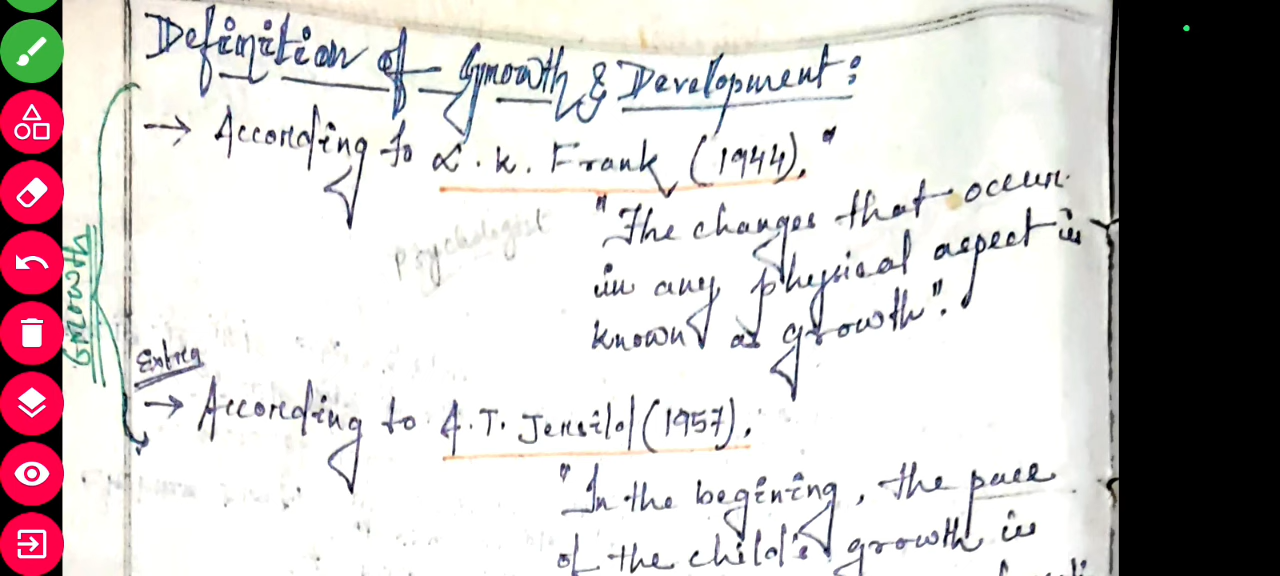 Definition of Growth & Development:
→ According to L. K. Frank (1944),"
Psychologist
"The changes that occur
in any physical aspect is
known as growth".
Growth
Extra
→ According to A. T. Jersild (1957),
"In the begining, the pace
of the child's growth is